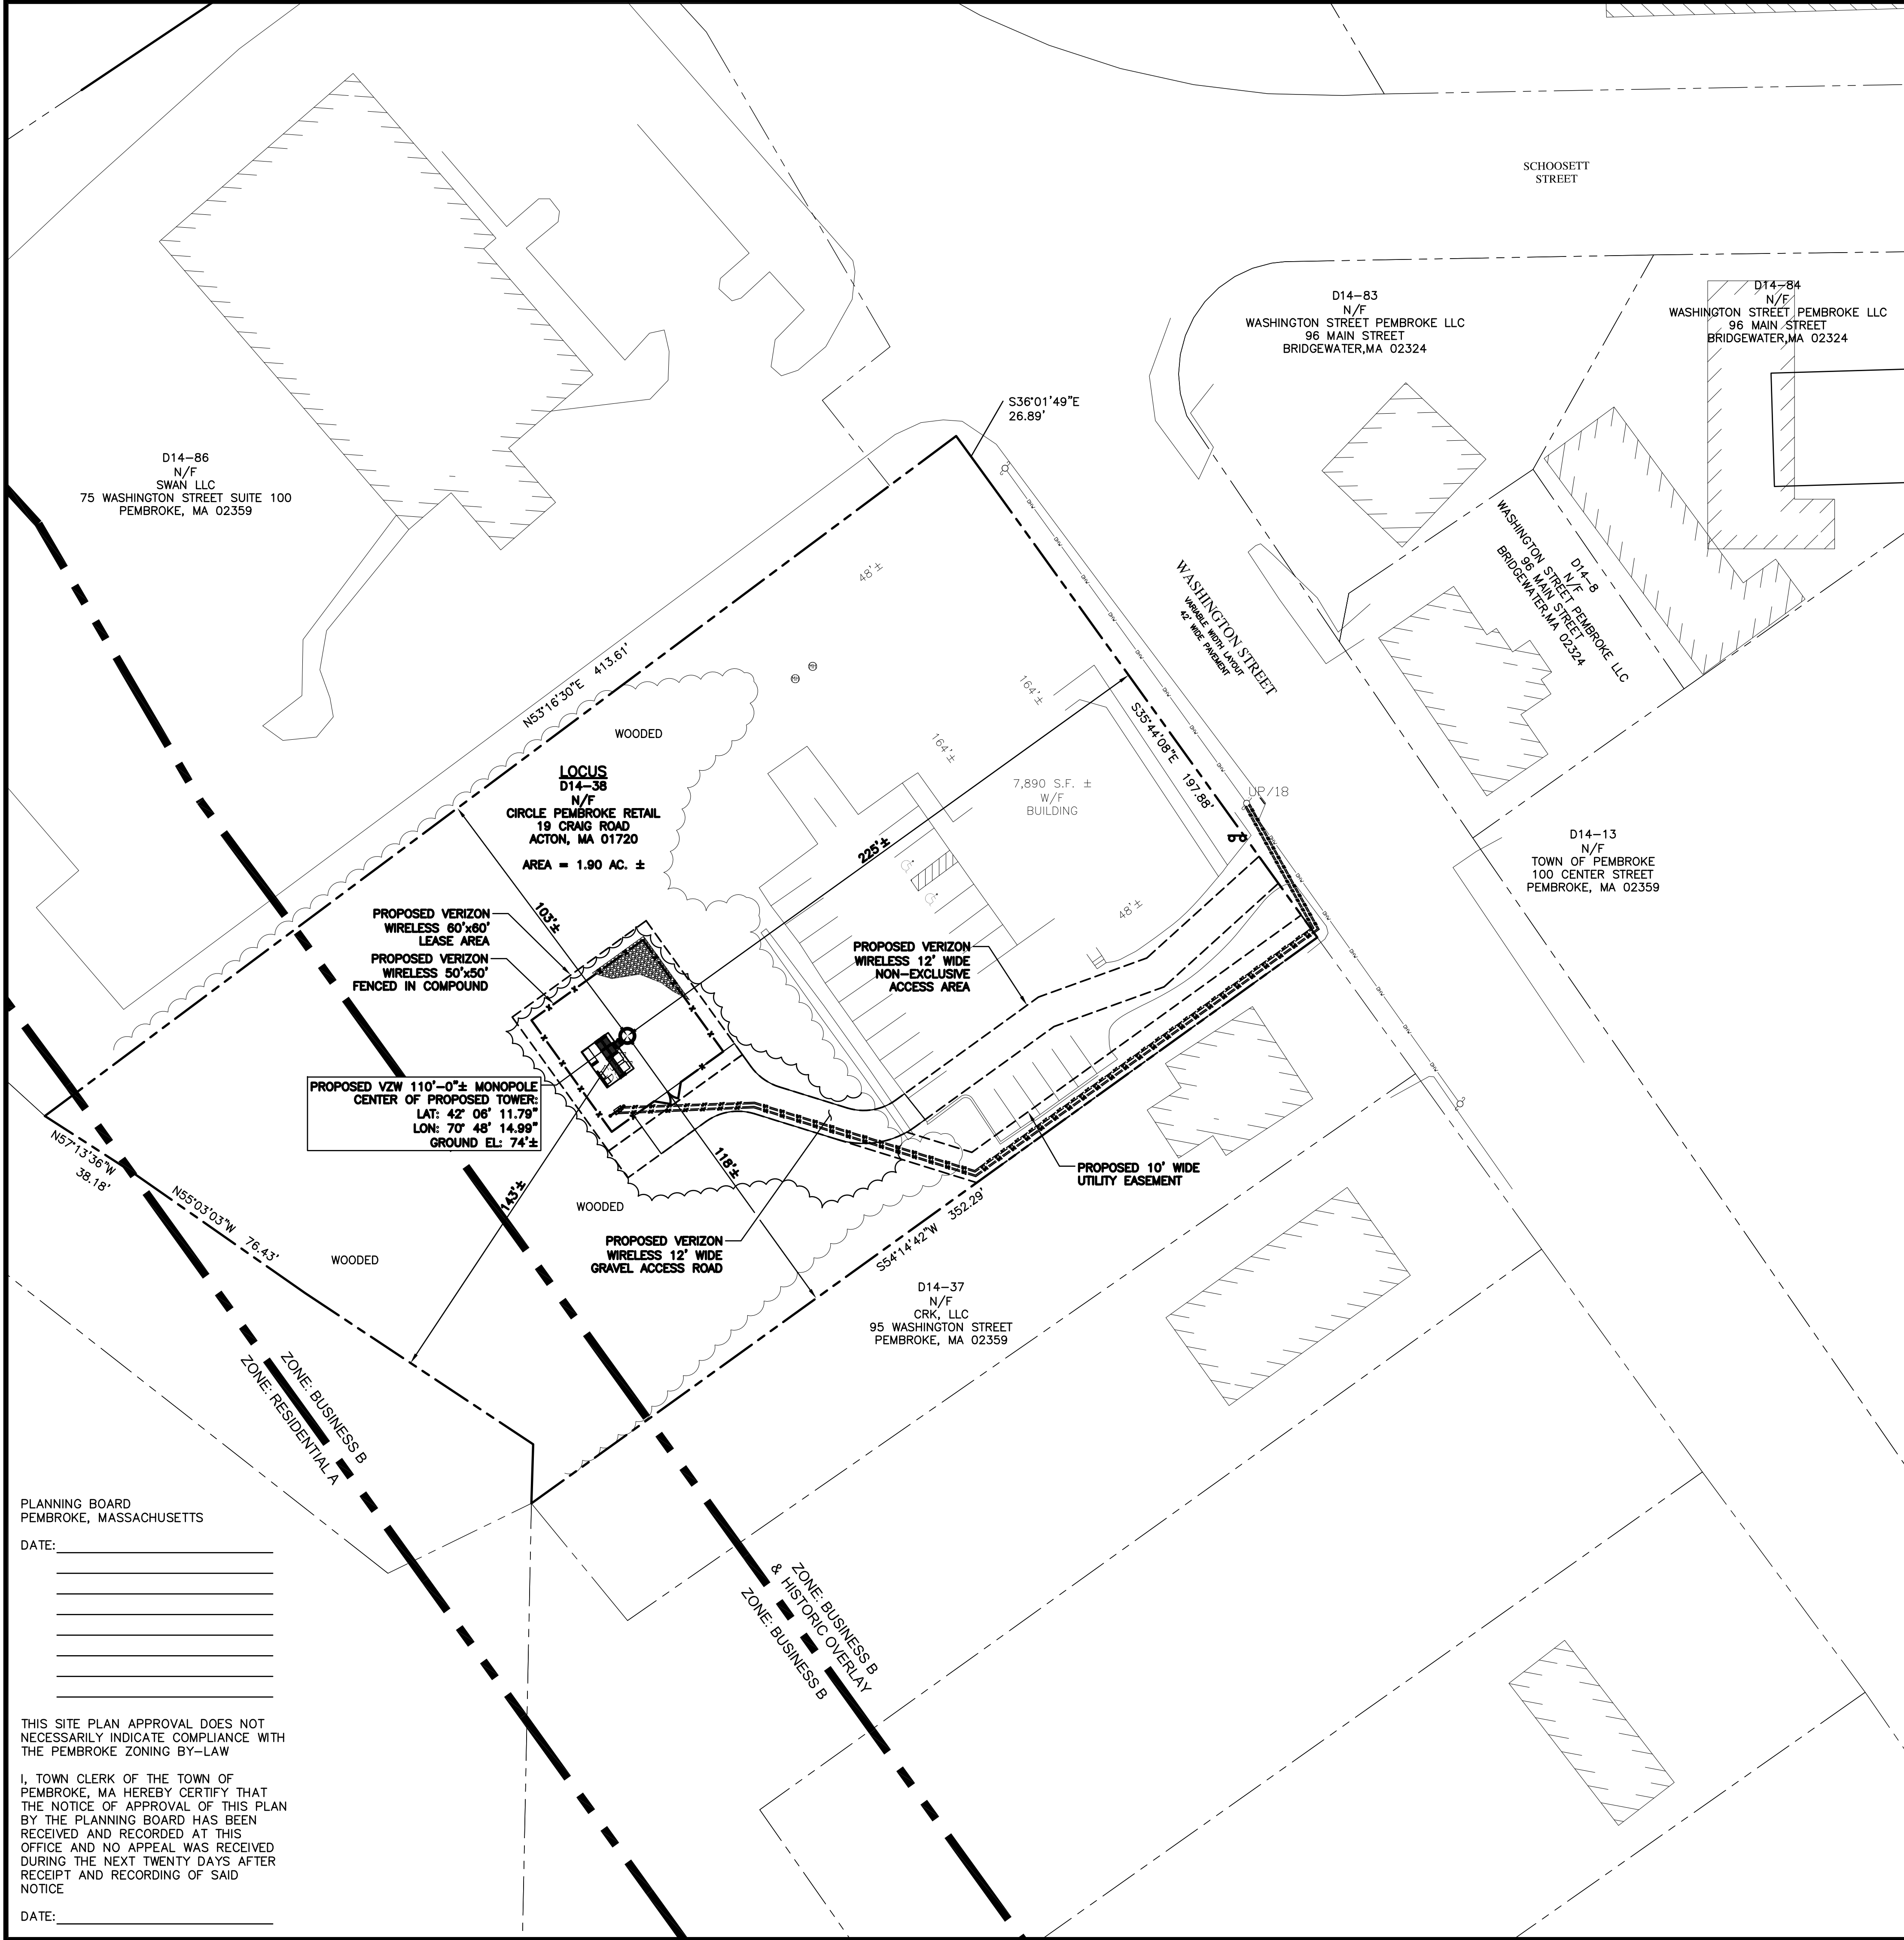 SCHOOSETT
STREET
D14-83
N/F
WASHINGTON STREET PEMBROKE LLC
96 MAIN STREET
BRIDGEWATER,MA 02324
D14-84
N/F
WASHINGTON STREET PEMBROKE LLC
96 MAIN STREET
BRIDGEWATER,MA 02324
S36°01'49"E
26.89'
D14-86
N/F
SWAN LLC
75 WASHINGTON STREET SUITE 100
PEMBROKE, MA 02359
D14-8
N/F
WASHINGTON STREET PEMBROKE LLC
96 MAIN STREET
BRIDGEWATER,MA 02324
WASHINGTON STREET
VARIABLE WIDTH LAYOUT
42' WIDE PAVEMENT
48'±
N53°16'30"E 413.61'
164'±
164'±
S35°44'08"E 197.88'
WOODED
LOCUS
D14-38
N/F
CIRCLE PEMBROKE RETAIL
19 CRAIG ROAD
ACTON, MA 01720
AREA = 1.90 AC. ±
7,890 S.F. ±
W/F
BUILDING
UP/18
225'±
D14-13
N/F
TOWN OF PEMBROKE
100 CENTER STREET
PEMBROKE, MA 02359
103'±
48'±
PROPOSED VERIZON
WIRELESS 60'x60'
LEASE AREA
PROPOSED VERIZON
WIRELESS 50'x50'
FENCED IN COMPOUND
PROPOSED VERIZON
WIRELESS 12' WIDE
NON-EXCLUSIVE
ACCESS AREA
PROPOSED VZW 110'-0"± MONOPOLE
CENTER OF PROPOSED TOWER:
LAT: 42° 06' 11.79"
LON: 70° 48' 14.99"
GROUND EL: 74'±
N57°13'36"W
38.18'
N55°03'03"W 76.43'
143'±
118'±
PROPOSED 10' WIDE
UTILITY EASEMENT
WOODED
WOODED
PROPOSED VERIZON
WIRELESS 12' WIDE
GRAVEL ACCESS ROAD
S54°14'42"W 352.29'
D14-37
N/F
CRK, LLC
95 WASHINGTON STREET
PEMBROKE, MA 02359
ZONE: BUSINESS B
ZONE: RESIDENTIAL A
ZONE: BUSINESS B
& HISTORIC OVERLAY
ZONE: BUSINESS B
PLANNING BOARD
PEMBROKE, MASSACHUSETTS
DATE:
THIS SITE PLAN APPROVAL DOES NOT
NECESSARILY INDICATE COMPLIANCE WITH
THE PEMBROKE ZONING BY-LAW
I, TOWN CLERK OF THE TOWN OF
PEMBROKE, MA HEREBY CERTIFY THAT
THE NOTICE OF APPROVAL OF THIS PLAN
BY THE PLANNING BOARD HAS BEEN
RECEIVED AND RECORDED AT THIS
OFFICE AND NO APPEAL WAS RECEIVED
DURING THE NEXT TWENTY DAYS AFTER
RECEIPT AND RECORDING OF SAID
NOTICE
DATE: